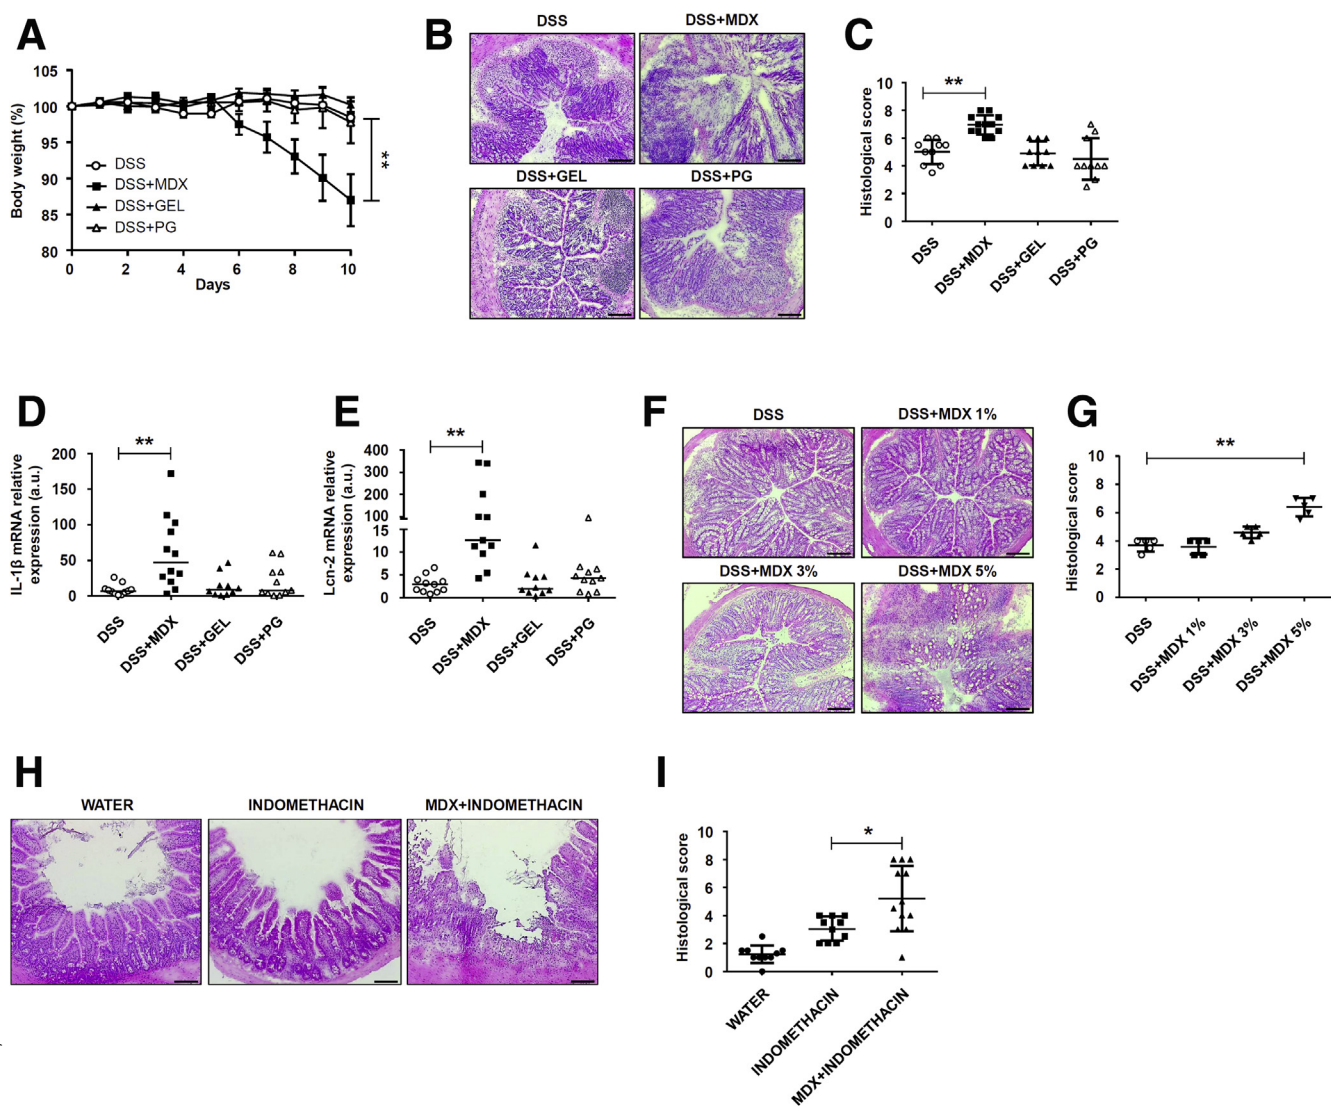 A
105
100
95
90
85
80
Body weight (%)
DSS
DSS+MDX
DSS+GEL
DSS+PG
**
0 2 4 6 8 10
Days
B
DSS DSS+MDX
DSS+GEL DSS+PG
C
10
8
6
4
2
0
Histological score
**
DSS
DSS+MDX
DSS+GEL
DSS+PG
D
200
150
100
50
0
IL-1β mRNA relative
expression (a.u.)
**
DSS
DSS+MDX
DSS+GEL
DSS+PG
E
400
300
200
100
15
10
5
0
Lcn-2 mRNA relative
expression (a.u.)
**
DSS
DSS+MDX
DSS+GEL
DSS+PG
F
DSS DSS+MDX 1%
DSS+MDX 3% DSS+MDX 5%
G
10
8
6
4
2
0
Histological score
**
DSS
DSS+MDX 1%
DSS+MDX 3%
DSS+MDX 5%
H
WATER INDOMETHACIN MDX+INDOMETHACIN
I
10
8
6
4
2
0
Histological score
*
WATER
INDOMETHACIN
MDX+INDOMETHACIN